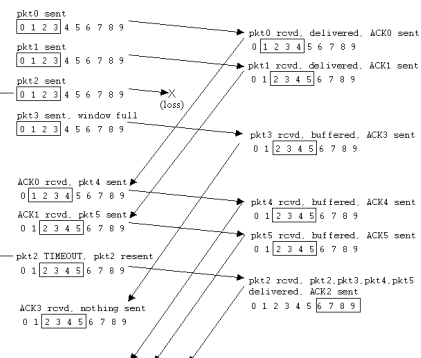 pkt0 sent
0 1 2 3 4 5 6 7 8 9
pkt1 sent
0 1 2 3 4 5 6 7 8 9
pkt2 sent
0 1 2 3 4 5 6 7 8 9
X
(loss)
pkt3 sent, window full
0 1 2 3 4 5 6 7 8 9
ACK0 rcvd, pkt4 sent
0 1 2 3 4 5 6 7 8 9
ACK1 rcvd, pkt5 sent
0 1 2 3 4 5 6 7 8 9
pkt2 TIMEOUT, pkt2 resent
0 1 2 3 4 5 6 7 8 9
ACK3 rcvd, nothing sent
0 1 2 3 4 5 6 7 8 9
pkt0 rcvd, delivered, ACK0 sent
0 1 2 3 4 5 6 7 8 9
pkt1 rcvd, delivered, ACK1 sent
0 1 2 3 4 5 6 7 8 9
pkt3 rcvd, buffered, ACK3 sent
0 1 2 3 4 5 6 7 8 9
pkt4 rcvd, buffered, ACK4 sent
0 1 2 3 4 5 6 7 8 9
pkt5 rcvd, buffered, ACK5 sent
0 1 2 3 4 5 6 7 8 9
pkt2 rcvd, pkt2,pkt3,pkt4,pkt5
delivered, ACK2 sent
0 1 2 3 4 5 6 7 8 9